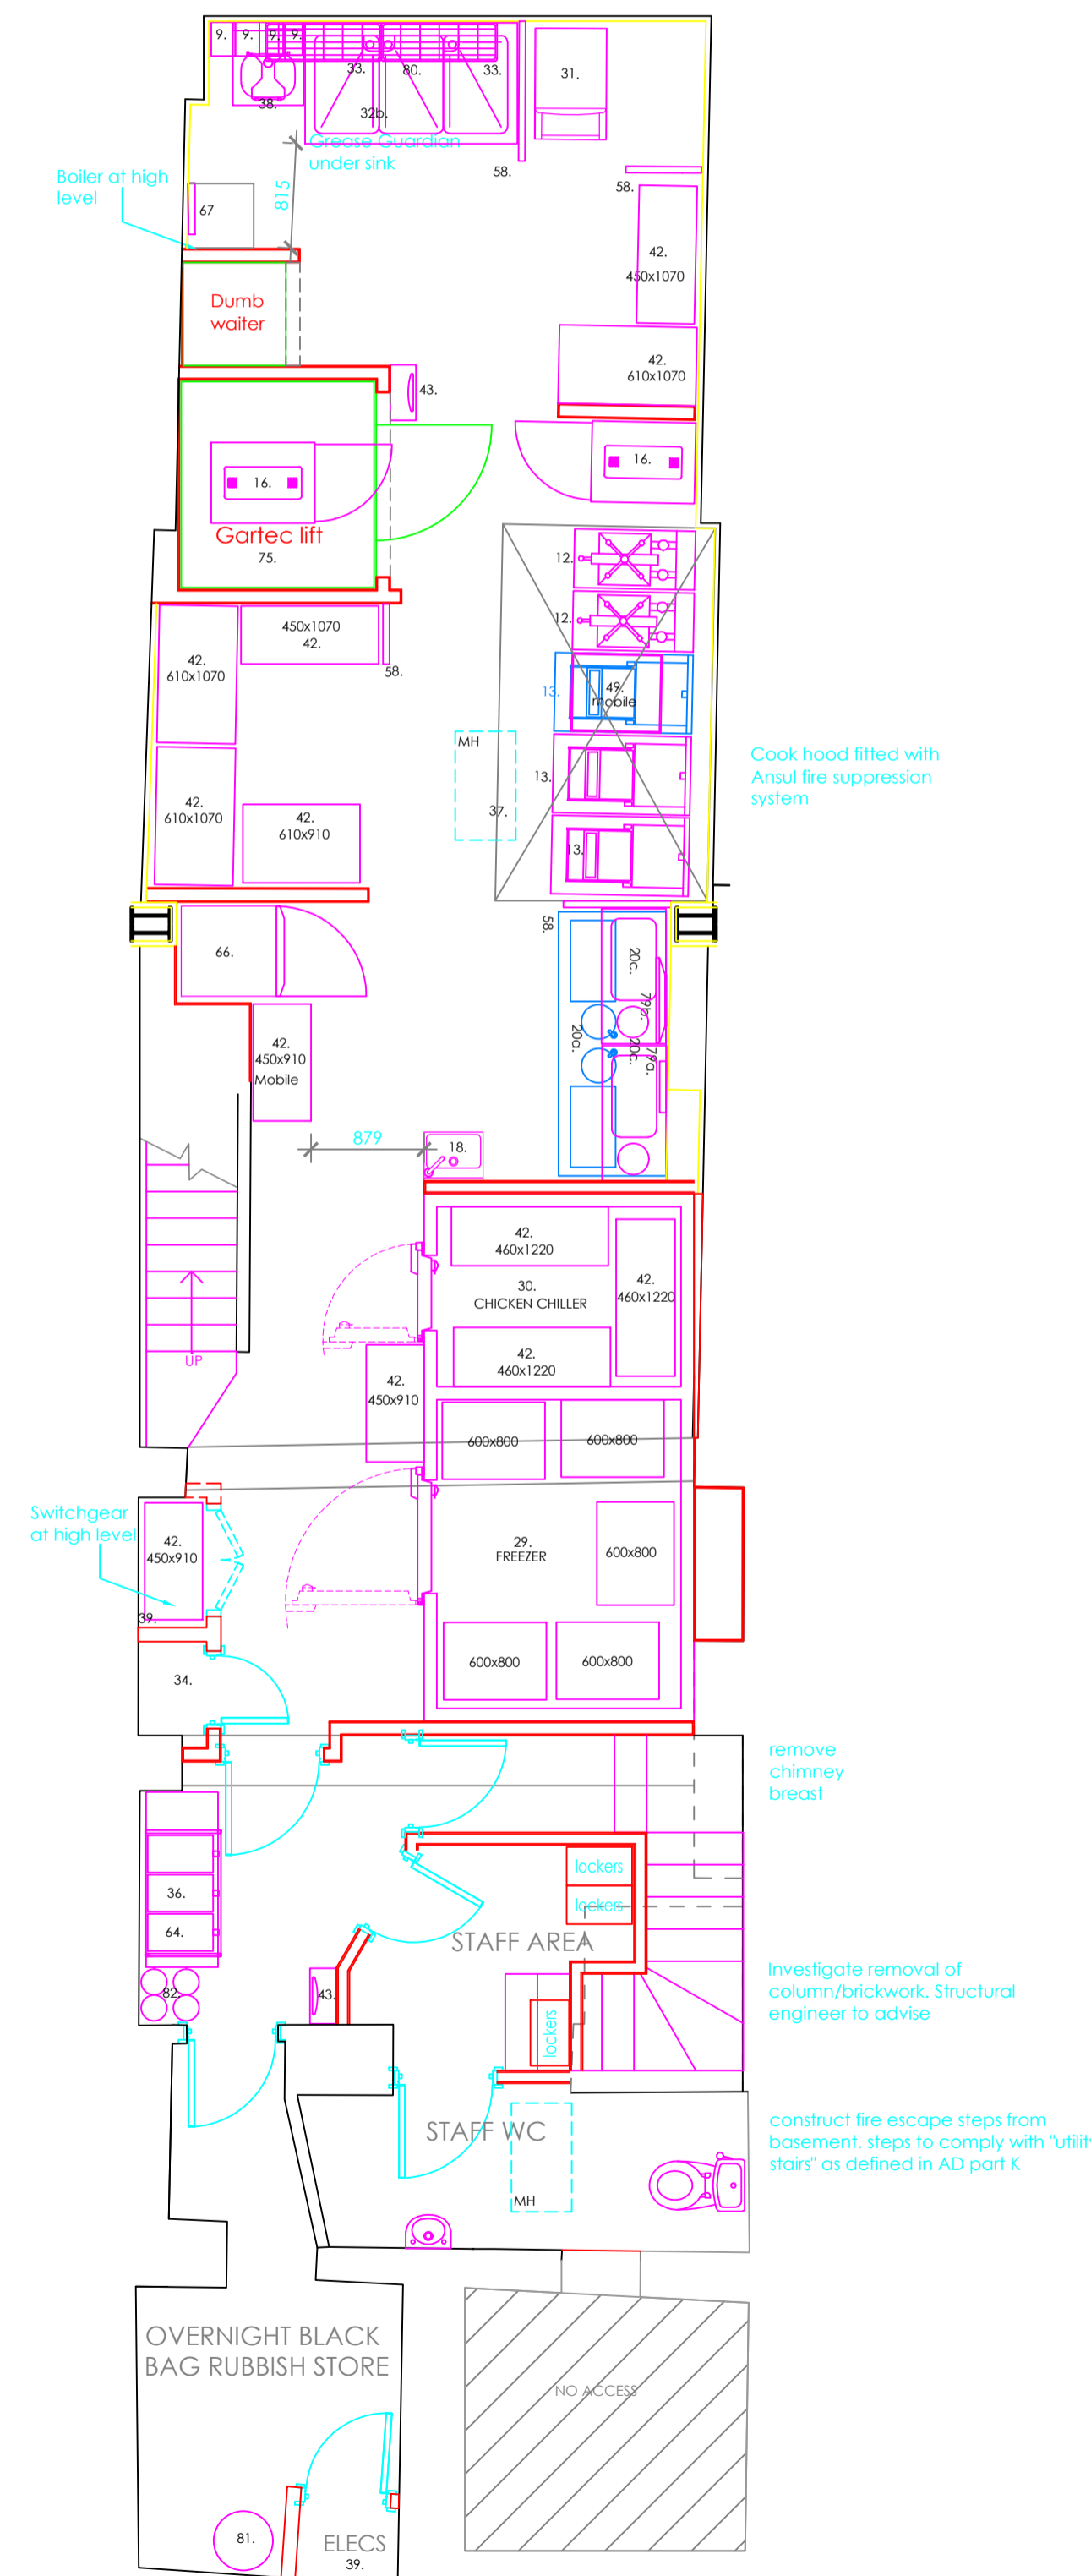 9.
9.
9.
9.
33.
80.
33.
31.
38.
32b.
Grease Guardian
under sink
58.
58.
Boiler at high
level
815
67
42.
450x1070
Dumb
waiter
42.
610x1070
43.
16.
16.
Gartec lift
75.
12.
12.
450x1070
42.
42.
610x1070
58.
13.
49.
mobile
MH
37.
13.
Cook hood fitted with
Ansul fire suppression
system
42.
610x1070
42.
610x910
13.
58.
66.
20c.
79b.
20a.
20c.
79a.
42.
450x910
Mobile
879
18.
42.
460x1220
30.
CHICKEN CHILLER
42.
460x1220
42.
460x1220
UP
42.
450x910
600x800
600x800
Switchgear
at high level
42.
450x910
29.
FREEZER
600x800
39.
600x800
600x800
34.
remove
chimney
breast
lockers
lockers
36.
64.
STAFF AREA
82.
43.
lockers
Investigate removal of
column/brickwork. Structural
engineer to advise
STAFF WC
MH
construct fire escape steps from
basement. steps to comply with "utility
stairs" as defined in AD part K
OVERNIGHT BLACK
BAG RUBBISH STORE
NO ACCESS
81.
ELECS
39.